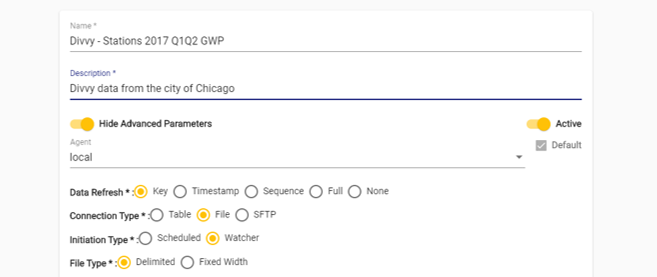 Name *
Divvy - Stations 2017 Q1Q2 GWP
Description *
Divvy data from the city of Chicago
Hide Advanced Parameters Active
Agent Default
local
Data Refresh * : Key Timestamp Sequence Full None
Connection Type * : Table File SFTP
Initiation Type * : Scheduled Watcher
File Type * : Delimited Fixed Width